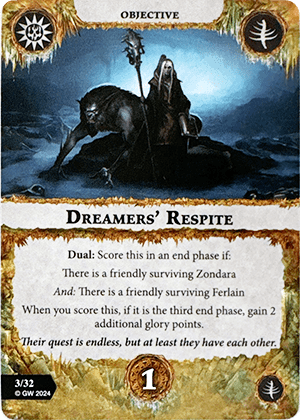 OBJECTIVE
DREAMERS' RESPITE
Dual: Score this in an end phase if:
There is a friendly surviving Zondara
And: There is a friendly surviving Ferlain
When you score this, if it is the third end phase, gain 2
additional glory points.
Their quest is endless, but at least they have each other.
3/32
© GW 2024
1